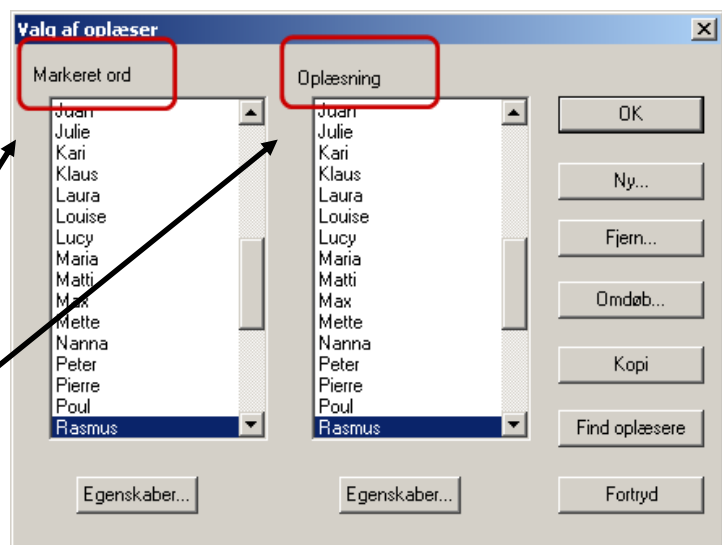 Valg af oplæser
Markeret ord
Juan
Julie
Kari
Klaus
Laura
Louise
Lucy
Maria
Matti
Max
Mette
Nanna
Peter
Pierre
Poul
Rasmus
Egenskaber...
Oplæsning
Juan
Julie
Kari
Klaus
Laura
Louise
Lucy
Maria
Matti
Max
Mette
Nanna
Peter
Pierre
Poul
Rasmus
Egenskaber...
OK
Ny...
Fjern...
Omdøb...
Kopi
Find oplæsere
Fortryd